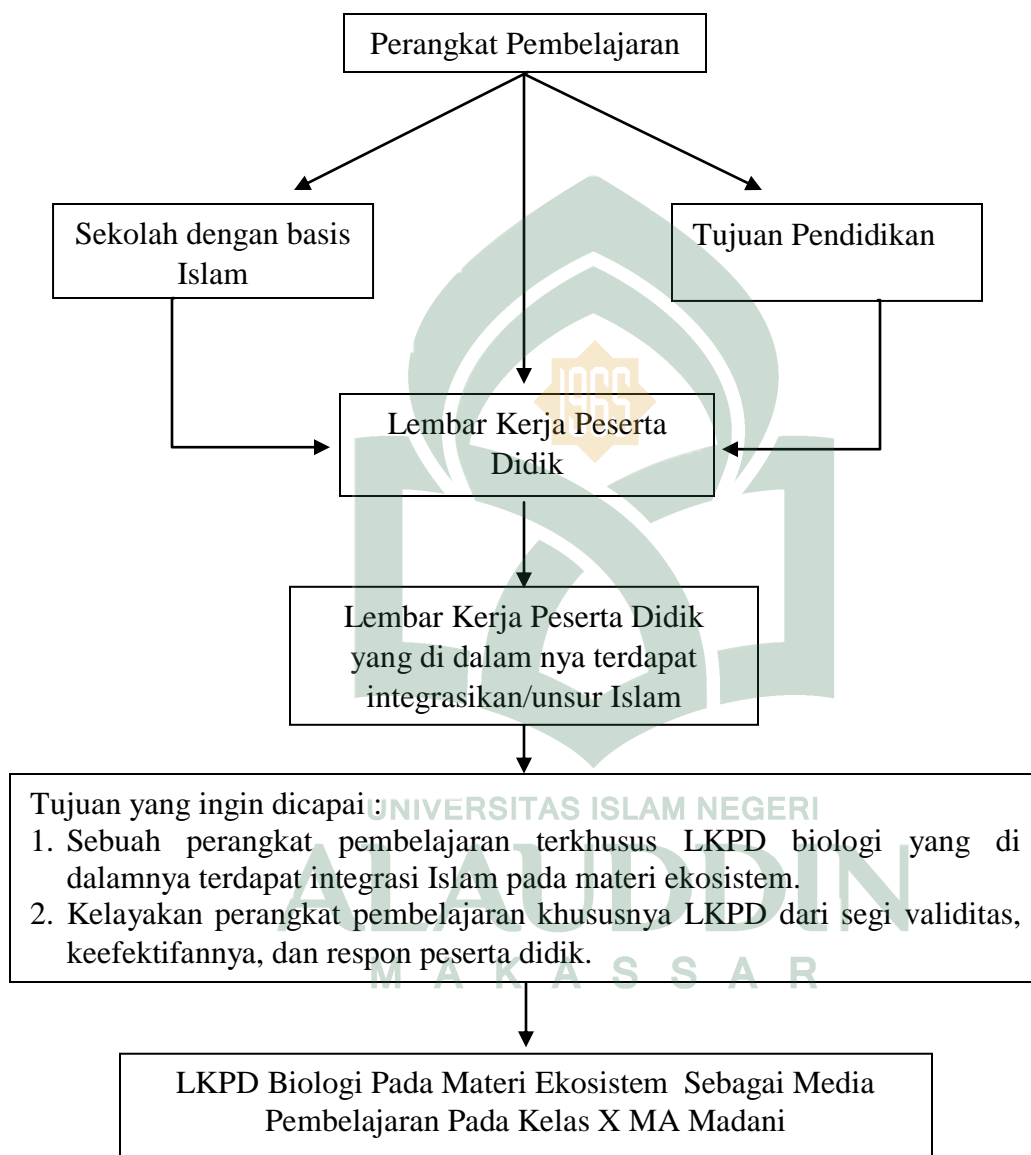 Perangkat Pembelajaran
Sekolah dengan basis
Islam
Tujuan Pendidikan
1965
Lembar Kerja Peserta
Didik
Lembar Kerja Peserta Didik
yang di dalam nya terdapat
integrasikan/unsur Islam
Tujuan yang ingin dicapai :
UNIVERSITAS ISLAM NEGERI
1. Sebuah perangkat pembelajaran terkhusus LKPD biologi yang di
dalamnya terdapat integrasi Islam pada materi ekosistem.
ALAUDDIN
2. Kelayakan perangkat pembelajaran khususnya LKPD dari segi validitas,
keefektifannya, dan respon peserta didik.
MAKASSAR
LKPD Biologi Pada Materi Ekosistem Sebagai Media
Pembelajaran Pada Kelas X MA Madani